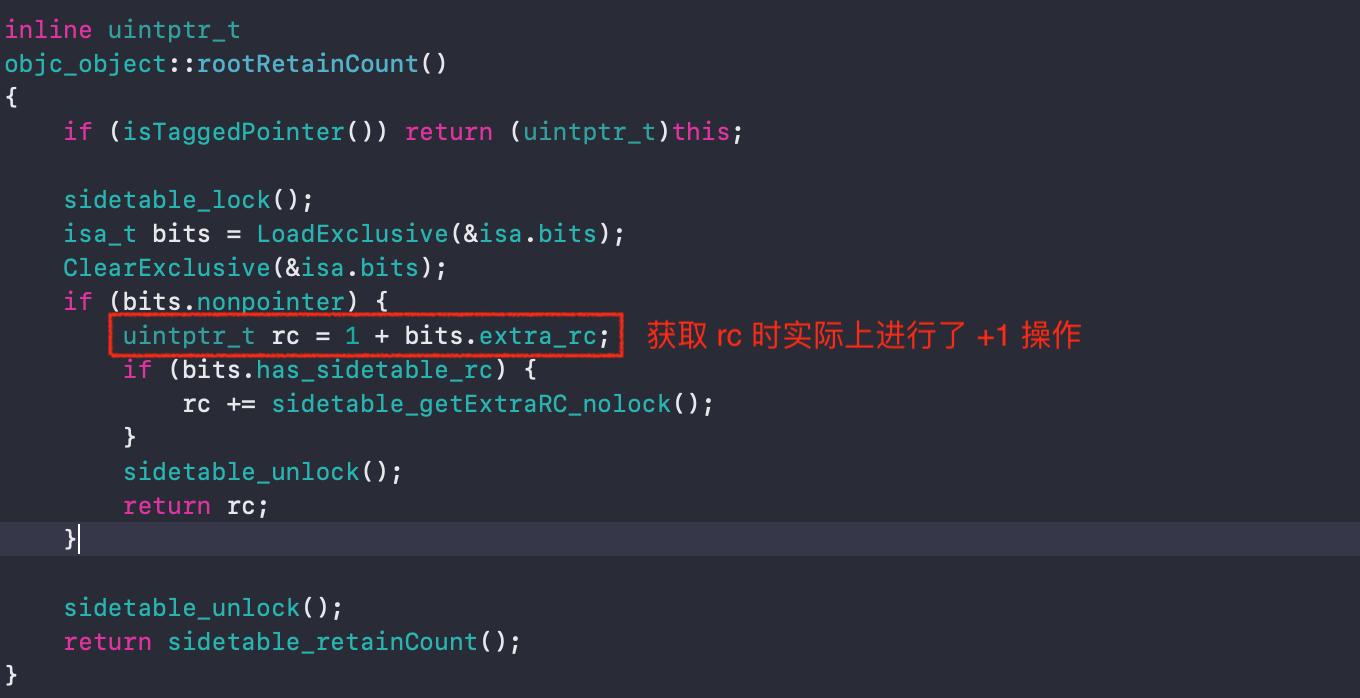 inline uintptr_t
objc_object::rootRetainCount()
{
    if (isTaggedPointer()) return (uintptr_t)this;
    sidetable_lock();
    isa_t bits = LoadExclusive(&isa.bits);
    ClearExclusive(&isa.bits);
    if (bits.nonpointer) {
        uintptr_t rc = 1 + bits.extra_rc; 获取 rc 时实际上进行了 +1 操作
        if (bits.has_sidetable_rc) {
            rc += sidetable_getExtraRC_nolock();
        }
        sidetable_unlock();
        return rc;
    }
    sidetable_unlock();
    return sidetable_retainCount();
}